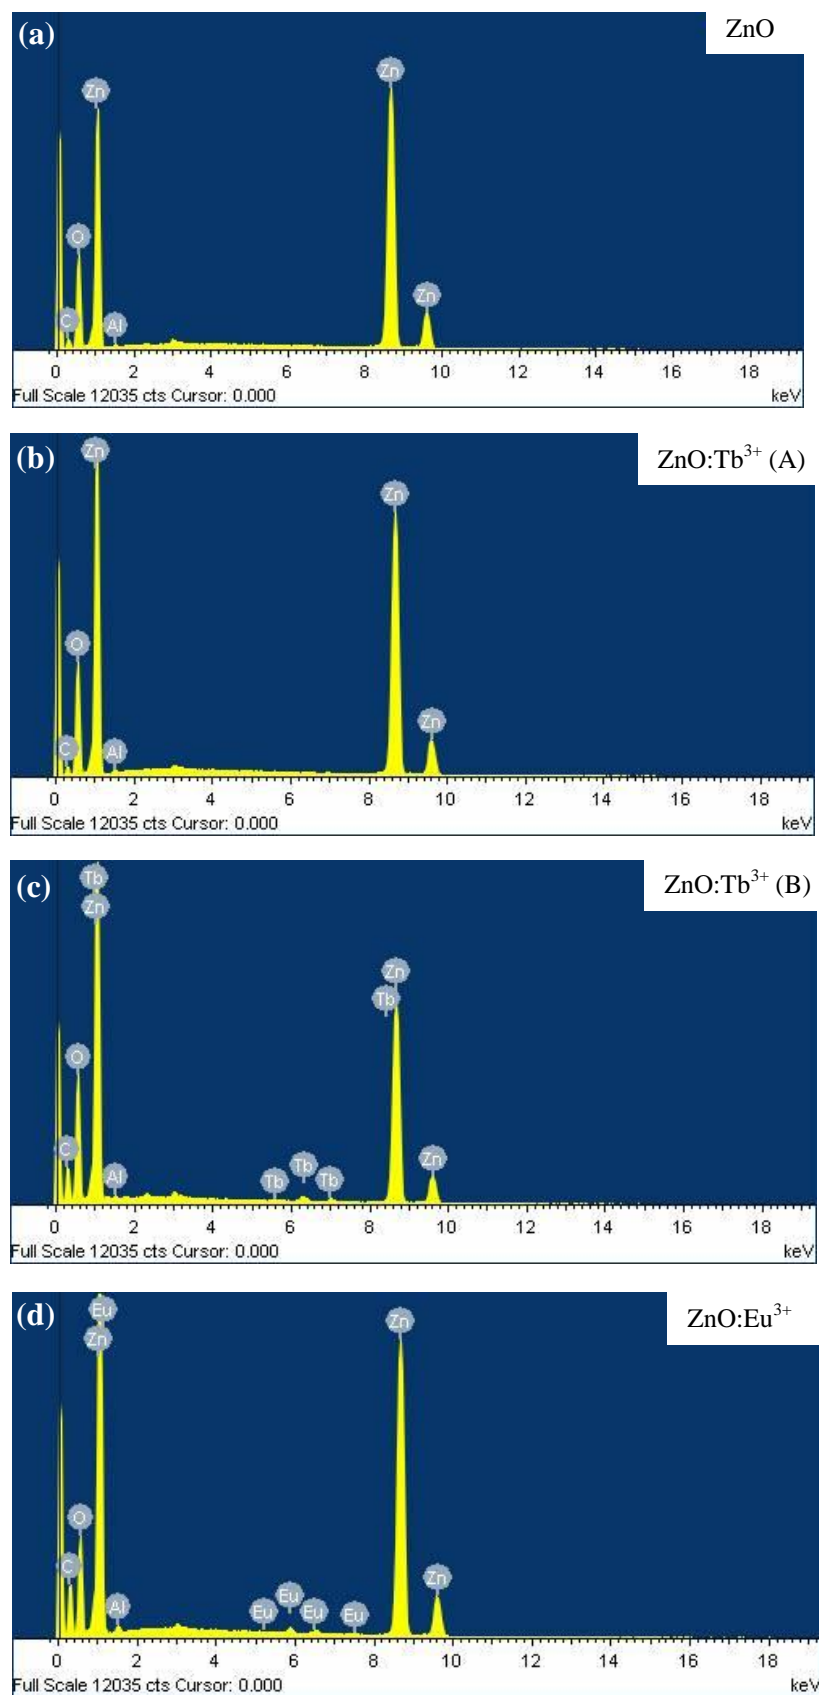 (a)
ZnO
Zn
Zn
O
Zn
C
Al
0 2 4 6 8 10 12 14 16 18
Full Scale 12035 cts Cursor: 0.000 keV
(b)
ZnO:Tb³⁺ (A)
Zn
Zn
O
Zn
C
Al
0 2 4 6 8 10 12 14 16 18
Full Scale 12035 cts Cursor: 0.000 keV
(c)
ZnO:Tb³⁺ (B)
Tb
Zn
Zn
Tb
O
C
Al
Tb
Tb
Tb
Zn
0 2 4 6 8 10 12 14 16 18
Full Scale 12035 cts Cursor: 0.000 keV
(d)
ZnO:Eu³⁺
Eu
Zn
Zn
O
C
Al
Eu
Eu
Eu
Eu
Zn
0 2 4 6 8 10 12 14 16 18
Full Scale 12035 cts Cursor: 0.000 keV